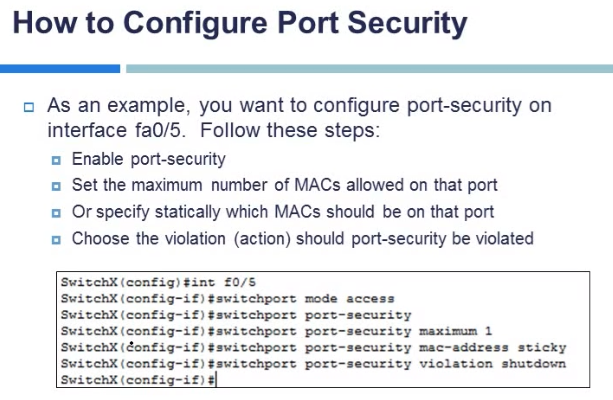 How to Configure Port Security
As an example, you want to configure port-security on
interface fa0/5. Follow these steps:
Enable port-security
Set the maximum number of MACs allowed on that port
Or specify statically which MACs should be on that port
Choose the violation (action) should port-security be violated
SwitchX(config)#int f0/5
SwitchX(config-if)#switchport mode access
SwitchX(config-if)#switchport port-security
SwitchX(config-if)#switchport port-security maximum 1
SwitchX(config-if)#switchport port-security mac-address sticky
SwitchX(config-if)#switchport port-security violation shutdown
SwitchX(config-if)#